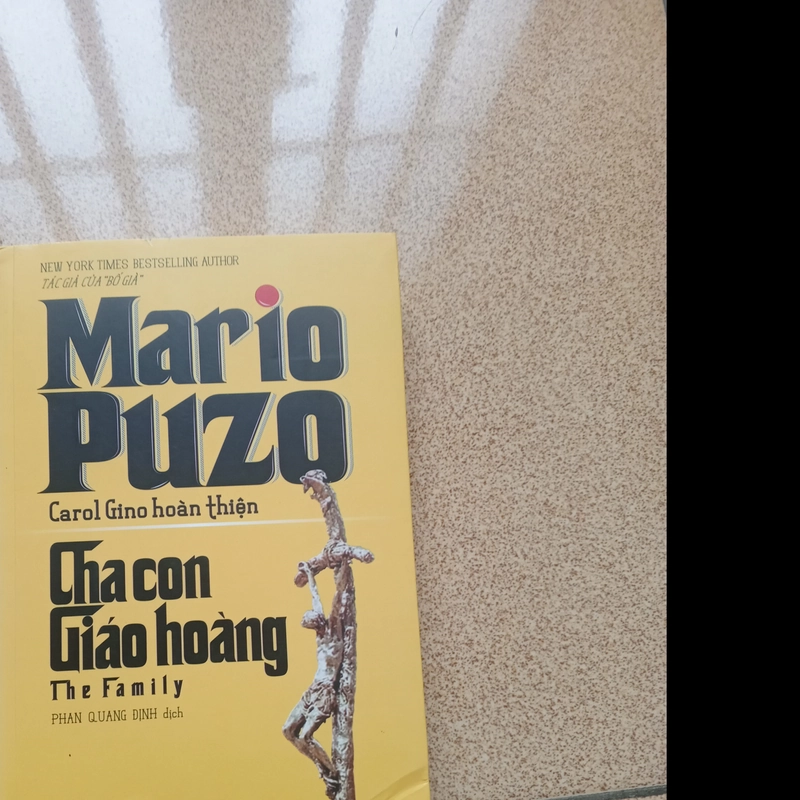 NEW YORK TIMES BESTSELLING AUTHOR
TÁC GIẢ CỦA "BỐ GIÀ"
Mario
PUZO
Carol Gino hoàn thiện
Cha con
Giáo hoàng
The Family
PHAN QUANG ĐỊNH dịch